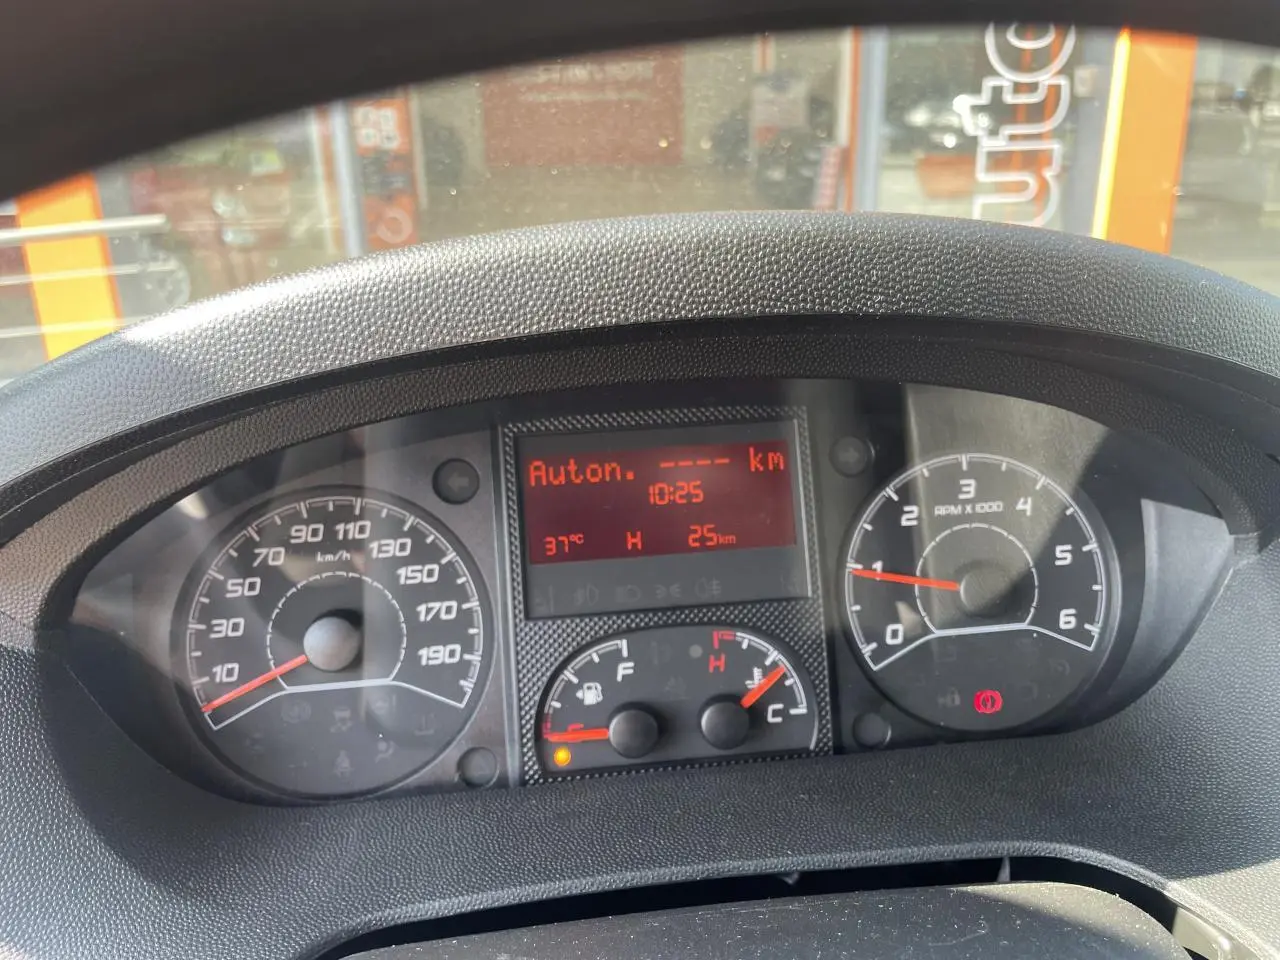 uto
Auton. ---- km
10:25
37°C H 25km
10 30 50 70 90 110 130 150 170 190
km/h
0 1 2 3 4 5 6
RPM X 1000
F
H
C